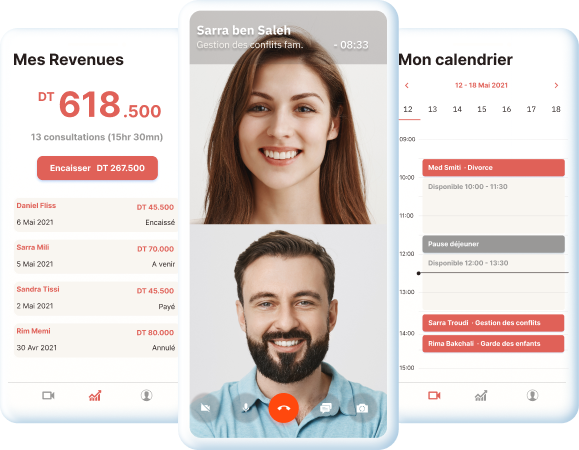 Mes Revenues
DT 618.500
13 consultations (15hr 30mn)
Encaisser DT 267.500
Daniel Fliss DT 45.500
6 Mai 2021 Encaissé
Sarra Mili DT 70.000
5 Mai 2021 A venir
Sandra Tissi DT 45.500
2 Mai 2021 Payé
Rim Memi DT 80.000
30 Avr 2021 Annulé
Sarra ben Saleh
Gestion des conflits fam. - 08:33
Mon calendrier
< 12 - 18 Mai 2021 >
12 13 14 15 16 17 18
09:00
Med Smiti · Divorce
10:00
Disponible 10:00 - 11:30
11:00
Pause déjeuner
12:00
Disponible 12:00 - 13:30
13:00
Sarra Troudi · Gestion des conflits
14:00
Rima Bakchali · Garde des enfants
15:00